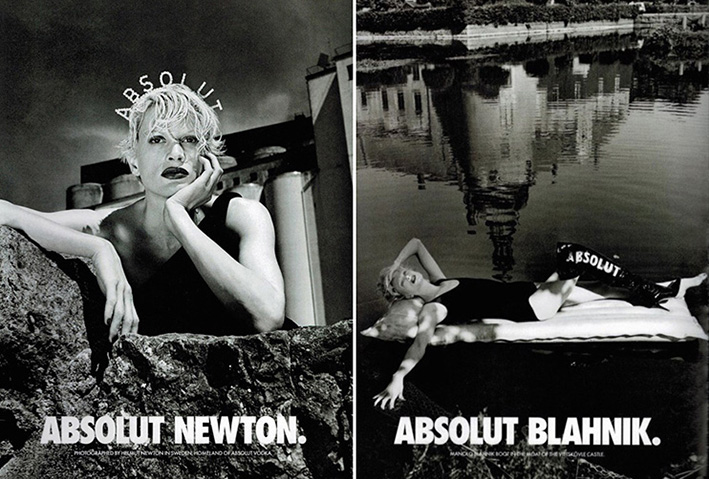 ABSOLUT
ABSOLUT NEWTON.
PHOTOGRAPHED BY HELMUT NEWTON IN SWEDEN, HOMELAND OF ABSOLUT VODKA.
ABSOLUT
ABSOLUT BLAHNIK.
MANOLO BLAHNIK BOOT IN THE MOAT OF THE VITTSKÖVLE CASTLE.